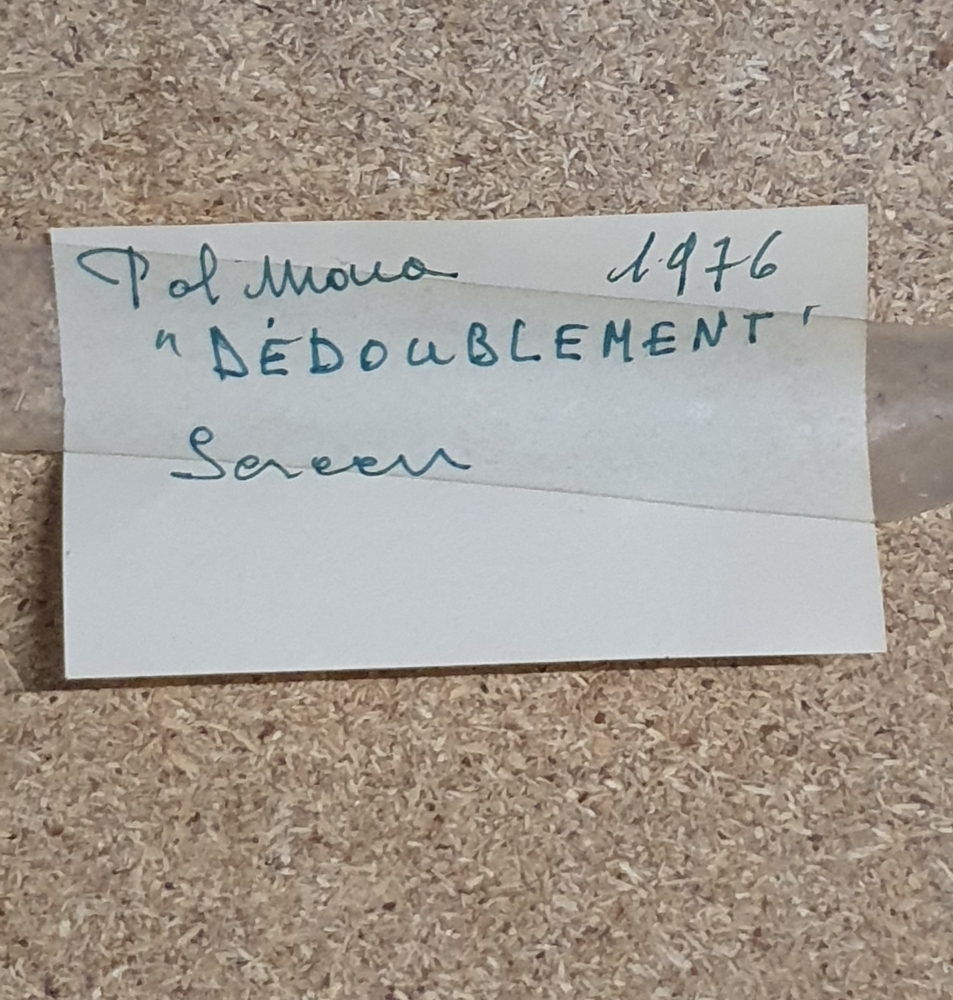 Pol Mara 1976
"DÉDOUBLEMENT"
Screen